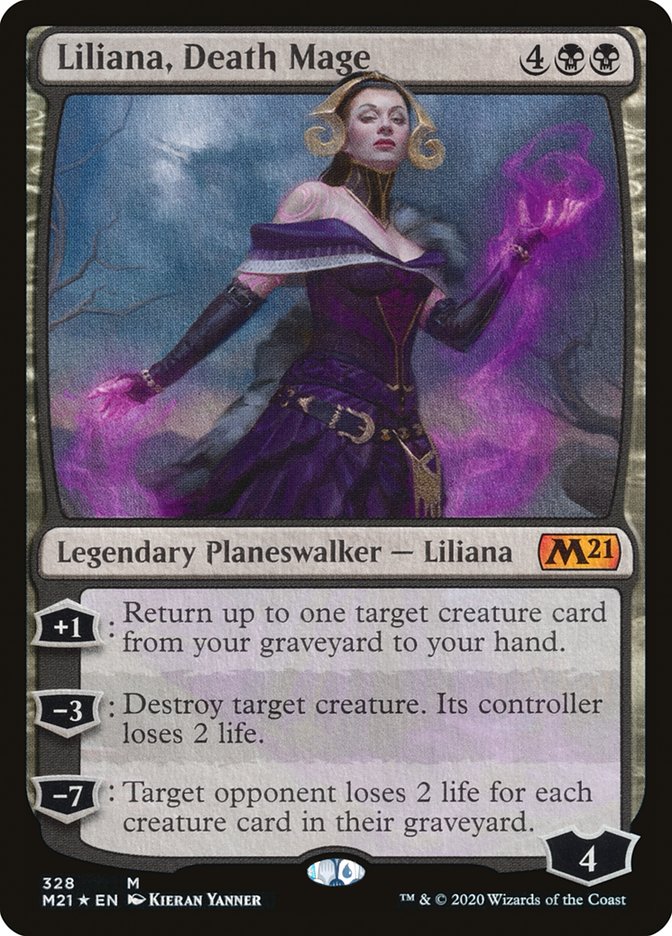 Liliana, Death Mage 4
Legendary Planeswalker — Liliana M21
+1 : Return up to one target creature card
from your graveyard to your hand.
−3 : Destroy target creature. Its controller
loses 2 life.
−7 : Target opponent loses 2 life for each
creature card in their graveyard.
4
328 M
M21 ★ EN Kieran Yanner
™ & © 2020 Wizards of the Coast